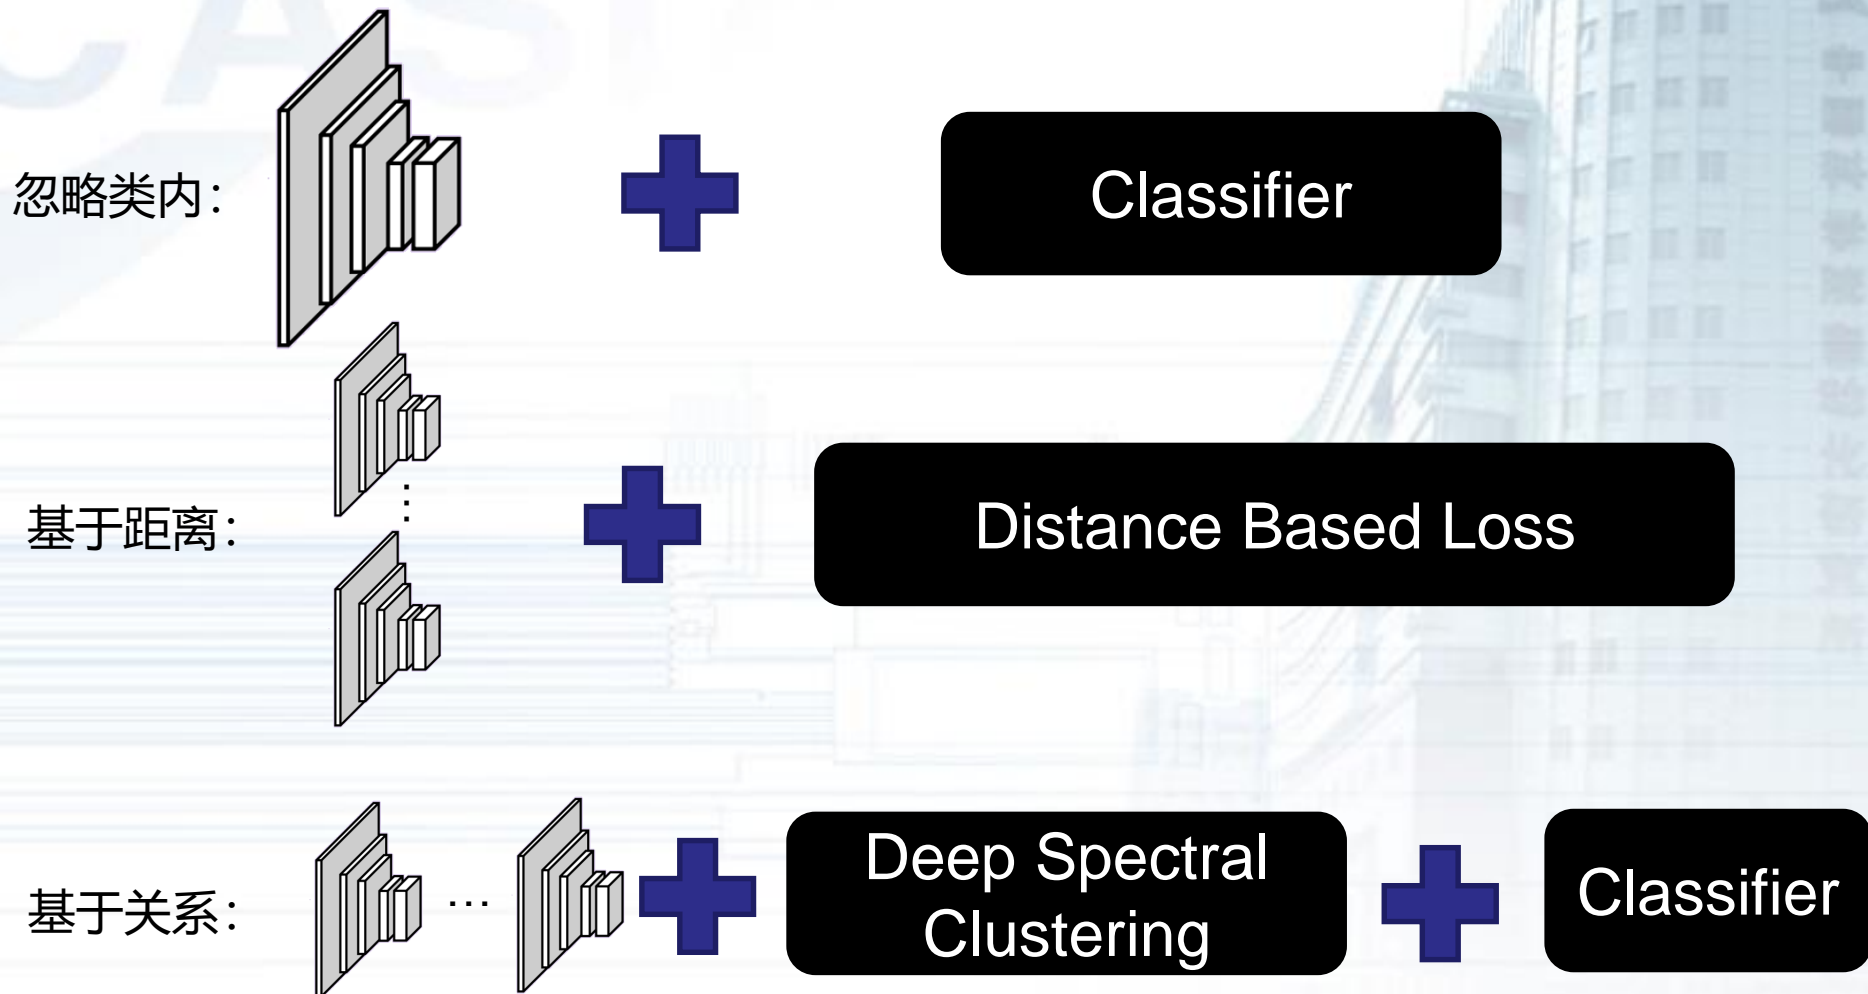 忽略类内：
Classifier
基于距离：
⋮
Distance Based Loss
基于关系：
…
Deep Spectral
Clustering
Classifier